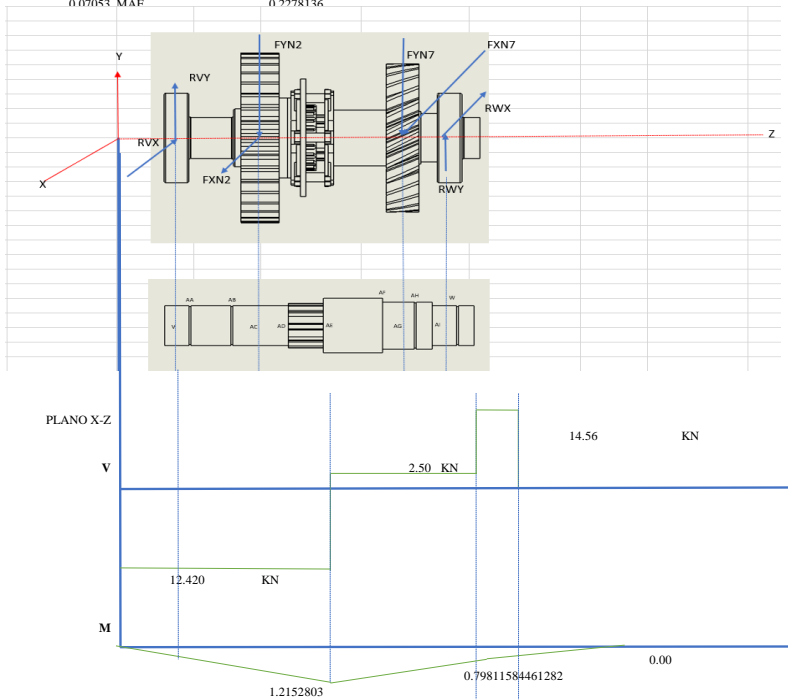 0.07053 MAF 0.2278136
Y
FYN2
FYN7
FXN7
RVY
RWX
RVX
Z
FXN2
X
RWY
AA AB AF AH W
V AC AD AE AG AI
PLANO X-Z
14.56 KN
V
2.50 KN
12.420 KN
M
0.00
0.79811584461282
1.2152803